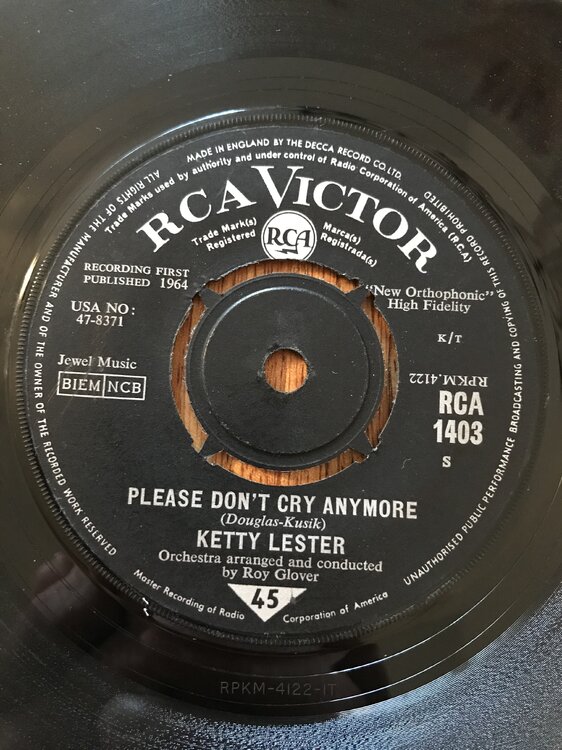 MADE IN ENGLAND BY THE DECCA RECORD CO. LTD.
Trade Marks used by authority and under control of Radio Corporation of America (R.C.A)
ALL RIGHTS OF THE MANUFACTURER AND OF THE OWNER OF THE RECORDED WORK RESERVED
UNAUTHORISED PUBLIC PERFORMANCE BROADCASTING AND COPYING OF THIS RECORD PROHIBITED
RCA VICTOR
Trade Mark(s)
Registered
RCA
Marca(s)
Registrada(s)
RECORDING FIRST
PUBLISHED 1964
USA NO:
47-8371
"New Orthophonic"
High Fidelity
K/T
Jewel Music
BIEM NCB
RPKM.4122
RCA
1403
S
PLEASE DON'T CRY ANYMORE
(Douglas-Kusik)
KETTY LESTER
Orchestra arranged and conducted
by Roy Glover
45
Master Recording of Radio Corporation of America
RPKM-4122-1T